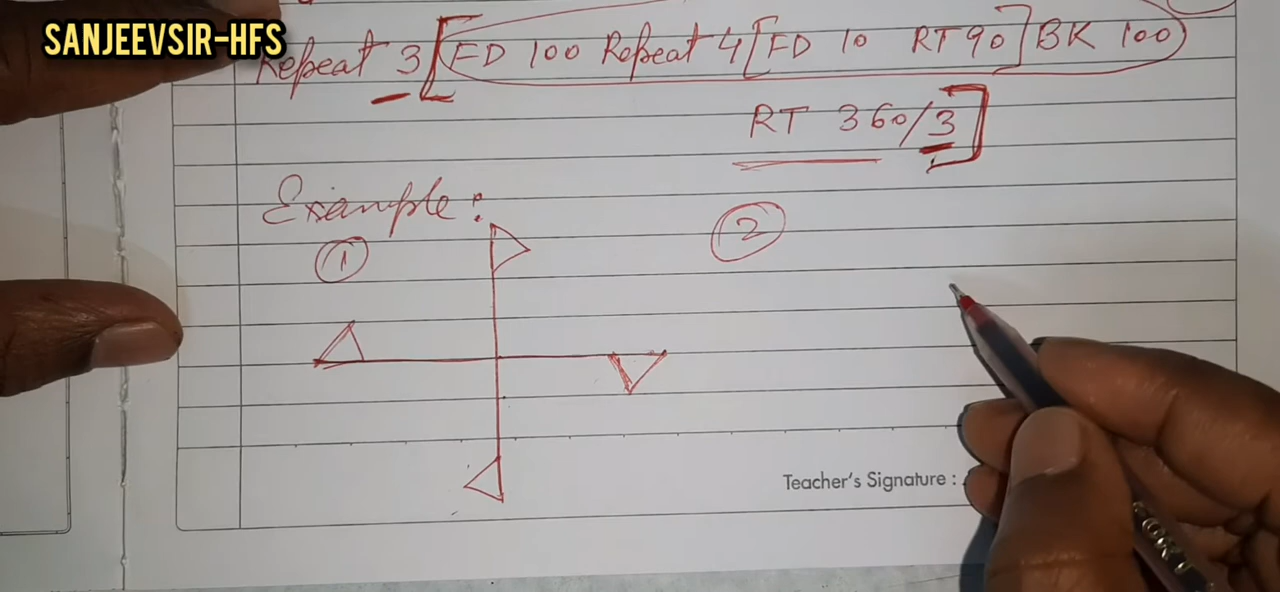 SANJEEVSIR-HFS
Repeat 3[FD 100 Repeat 4[FD 10 RT 90]BK 100
RT 360/3]
Example:
①
②
Teacher's Signature :